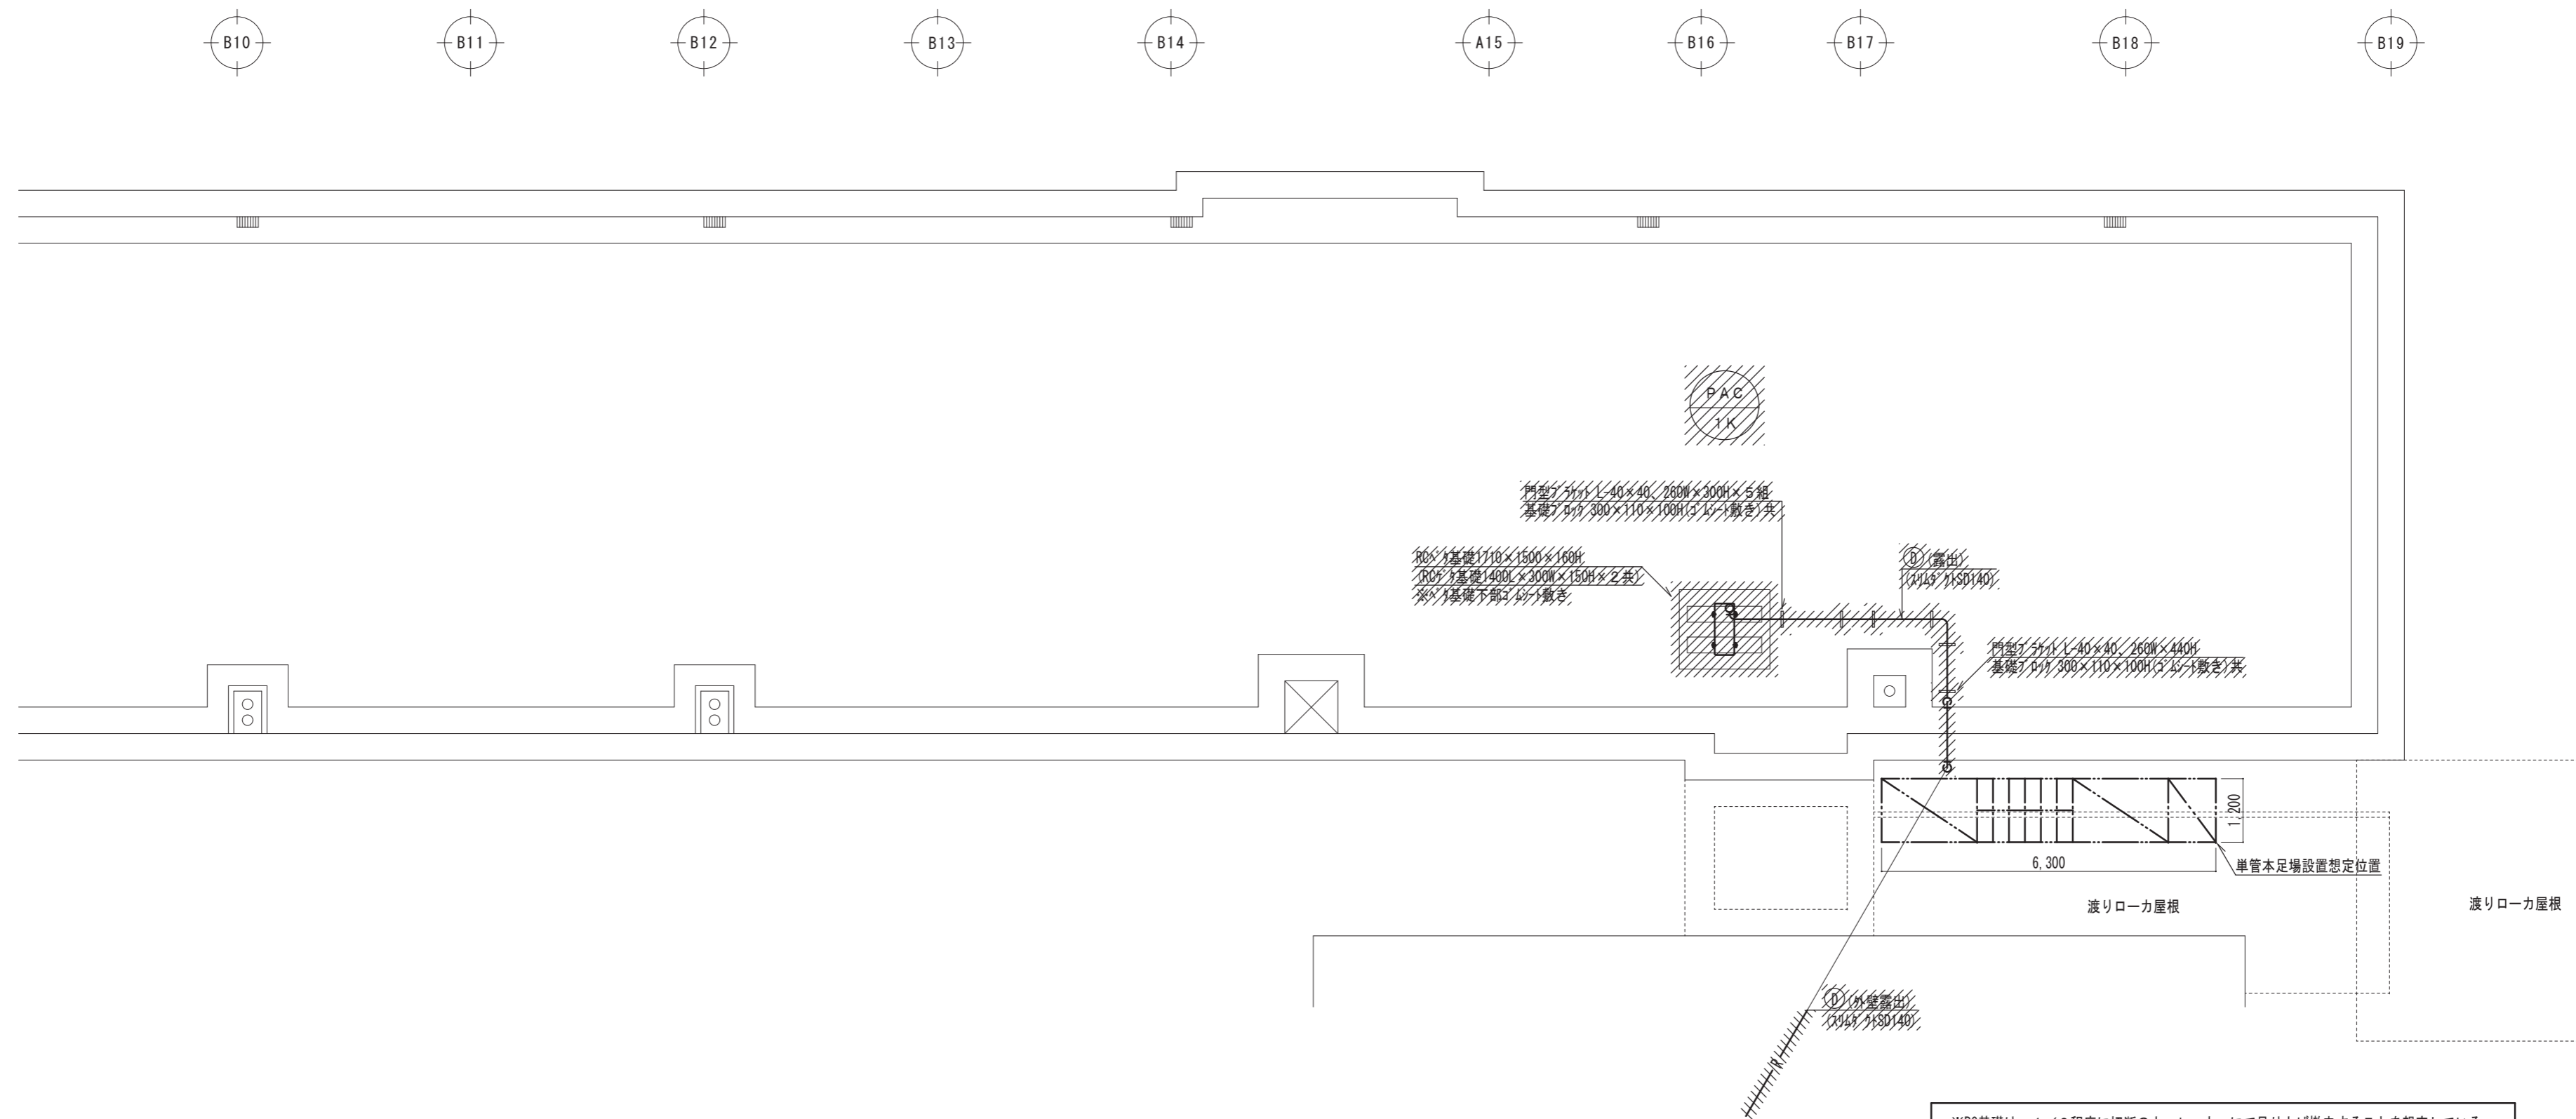 B10
B11
B12
B13
B14
A15
B16
B17
B18
B19
PAC
1K
門型ブラケット L-40×40、260W×300H×5組
基礎ブロック 300×110×100H(ゴムシート敷き)共
RCベタ基礎1710×1500×160H
(RCゲタ基礎1400L×300W×150H×2共)
※ベタ基礎下部ゴムシート敷き
D (露出)
(スリムダクトSD140)
門型ブラケット L-40×40、260W×440H
基礎ブロック 300×110×100H(ゴムシート敷き)共
1,200
6,300
単管本足場設置想定位置
渡りローカ屋根
渡りローカ屋根
D (外壁露出)
(スリムダクトSD140)
R